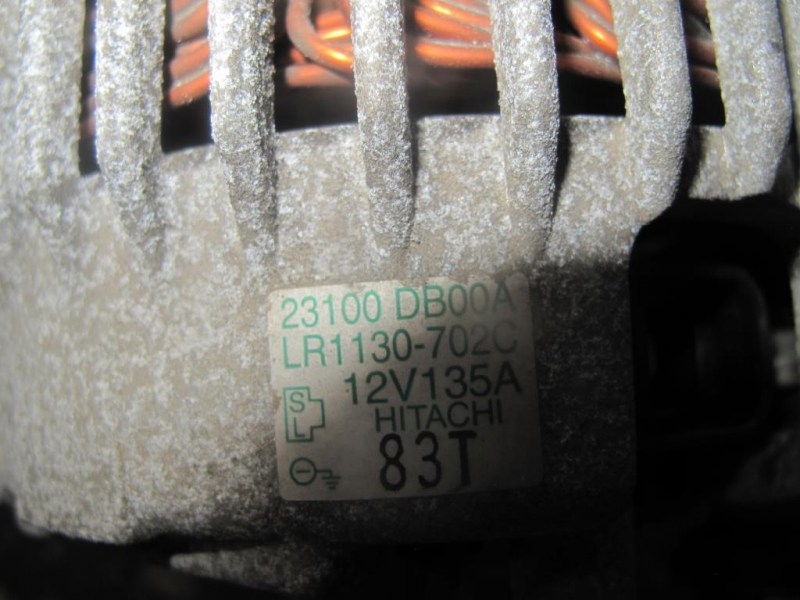 23100 DB00A
LR1130-702C
12V135A
S
L
HITACHI
83T